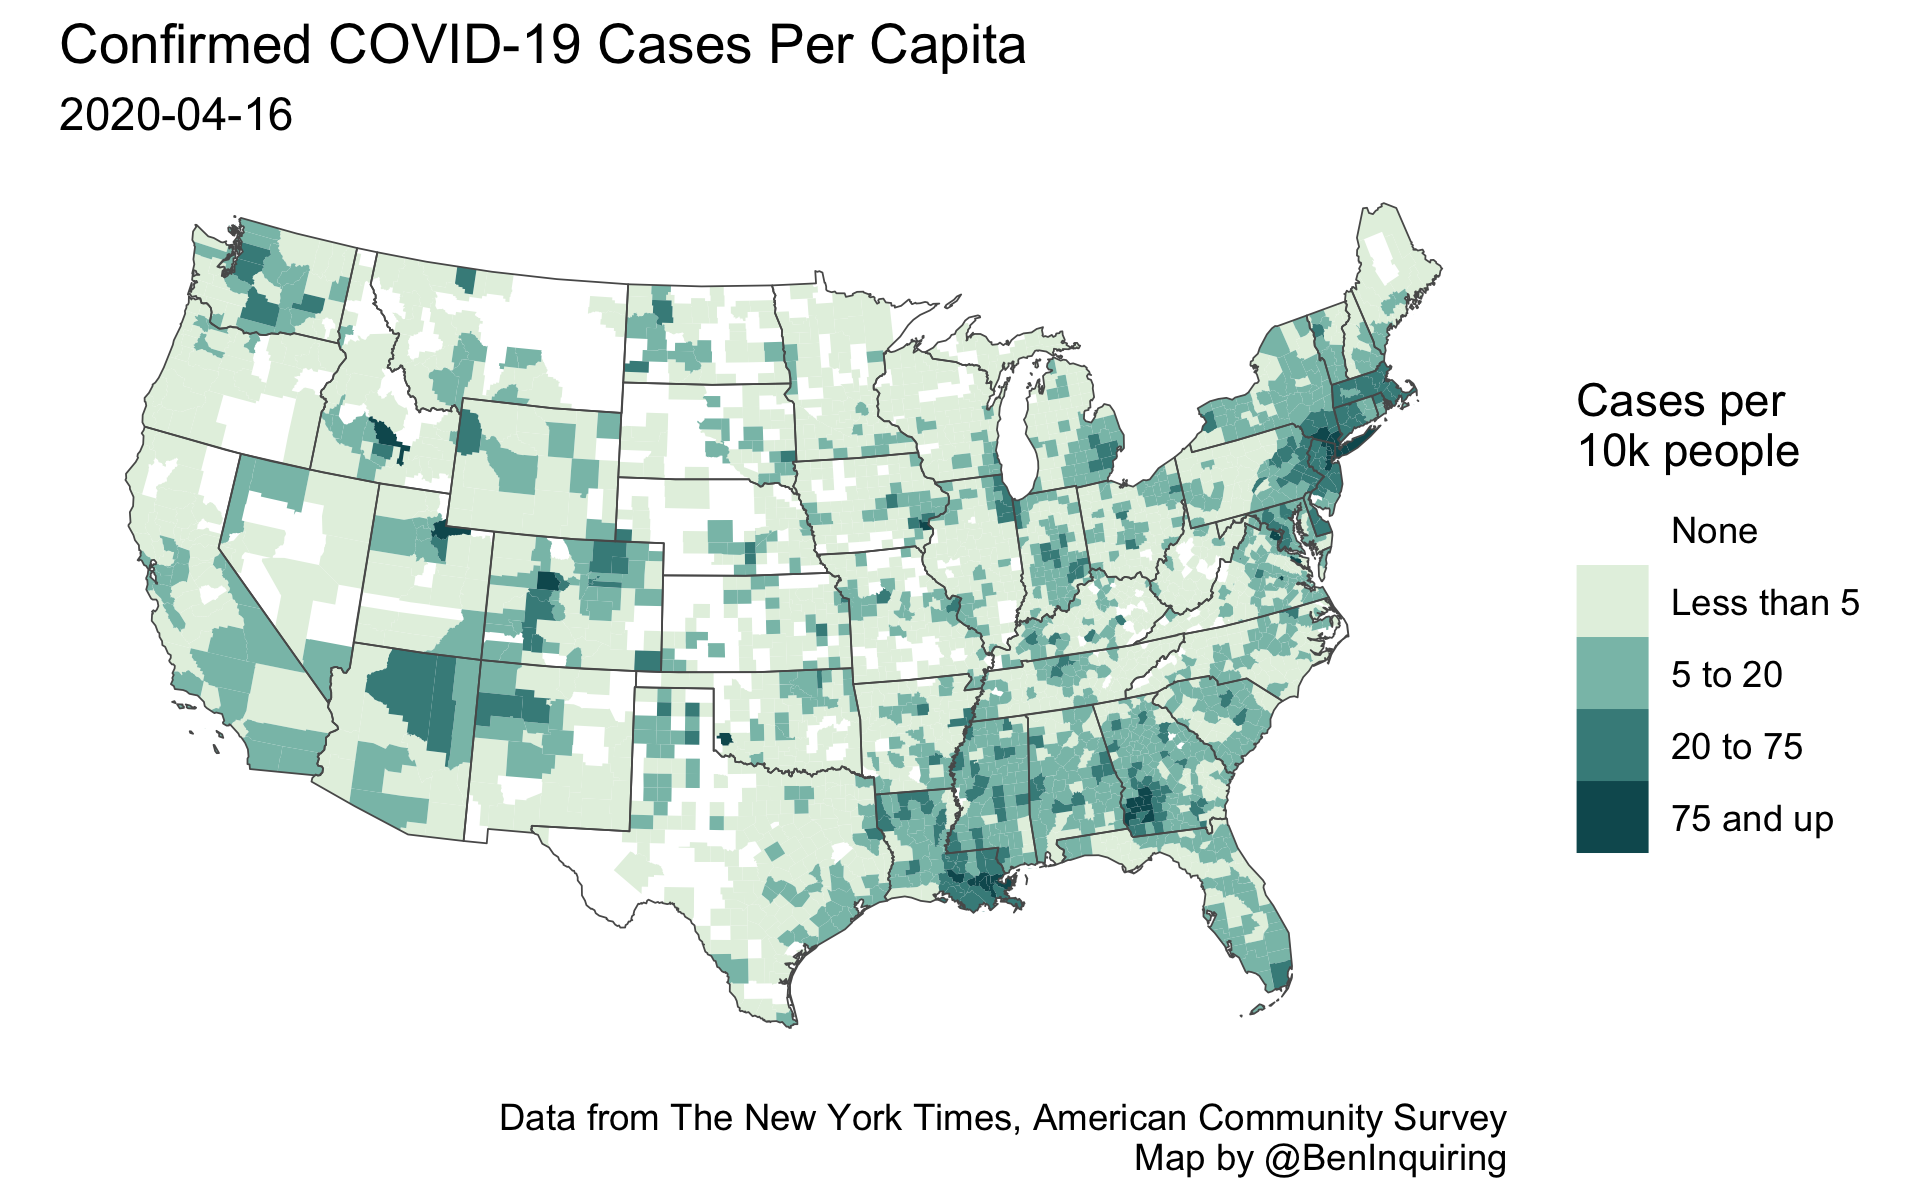 Confirmed COVID-19 Cases Per Capita
2020-04-16
Cases per
10k people
None
Less than 5
5 to 20
20 to 75
75 and up
Data from The New York Times, American Community Survey
Map by @BenInquiring